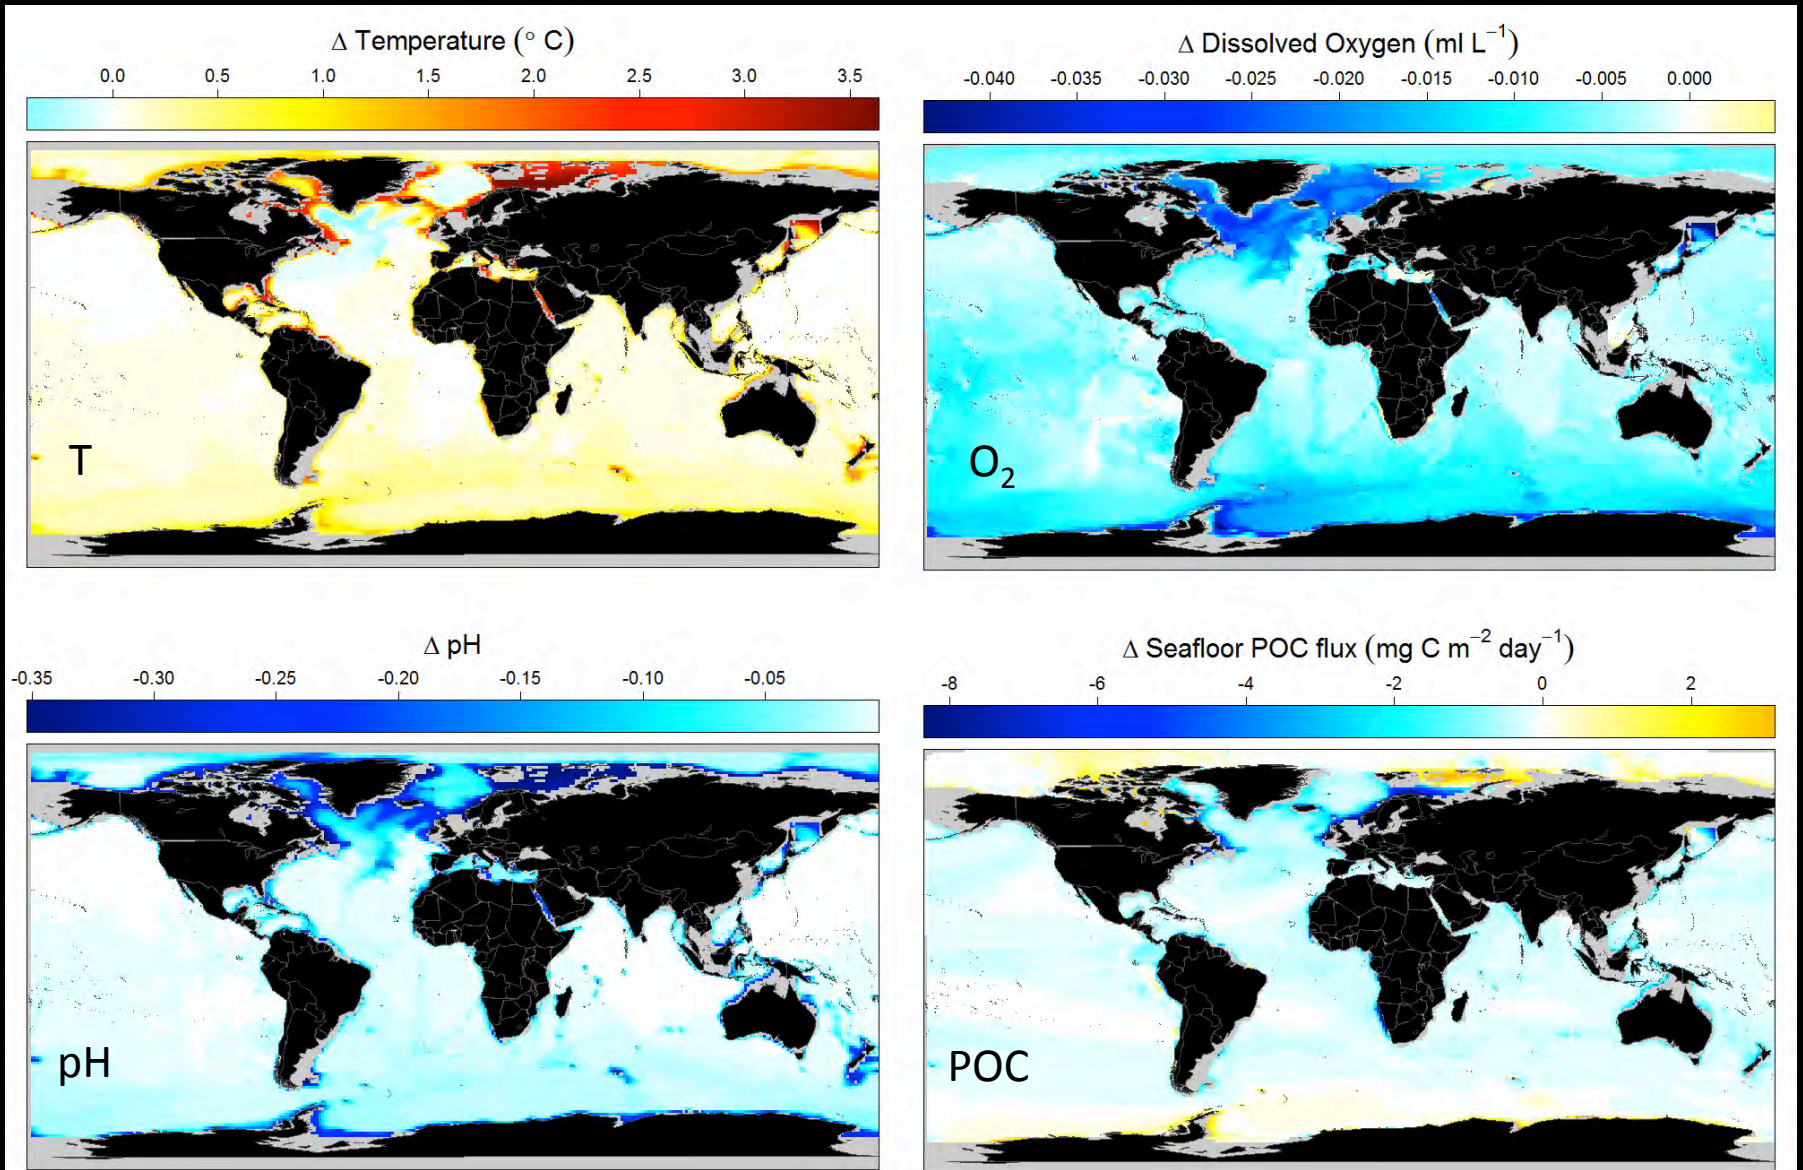 Δ Temperature (° C)
0.0 0.5 1.0 1.5 2.0 2.5 3.0 3.5
T
Δ Dissolved Oxygen (ml L⁻¹)
-0.040 -0.035 -0.030 -0.025 -0.020 -0.015 -0.010 -0.005 0.000
O₂
Δ pH
-0.35 -0.30 -0.25 -0.20 -0.15 -0.10 -0.05
pH
Δ Seafloor POC flux (mg C m⁻² day⁻¹)
-8 -6 -4 -2 0 2
POC